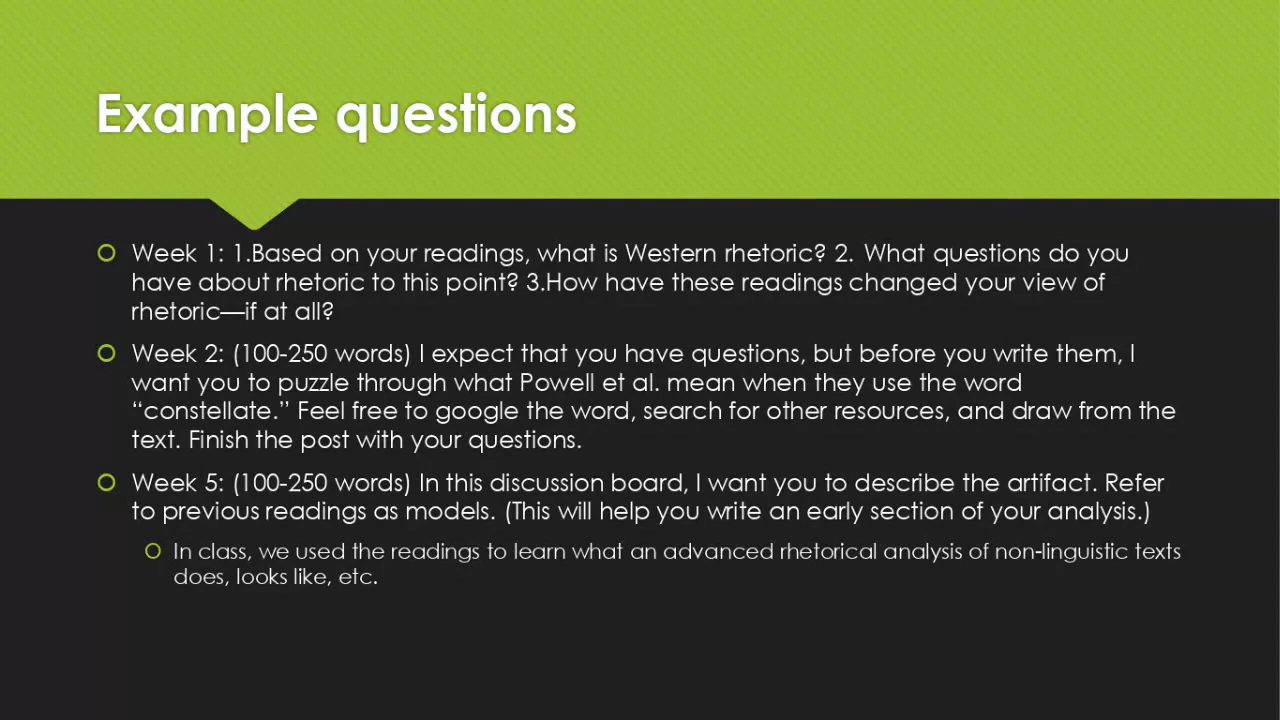 Example questions
Week 1: 1.Based on your readings, what is Western rhetoric? 2. What questions do you
have about rhetoric to this point? 3.How have these readings changed your view of
rhetoric—if at all?
Week 2: (100-250 words) I expect that you have questions, but before you write them, I
want you to puzzle through what Powell et al. mean when they use the word
“constellate.” Feel free to google the word, search for other resources, and draw from the
text. Finish the post with your questions.
Week 5: (100-250 words) In this discussion board, I want you to describe the artifact. Refer
to previous readings as models. (This will help you write an early section of your analysis.)
In class, we used the readings to learn what an advanced rhetorical analysis of non-linguistic texts
does, looks like, etc.